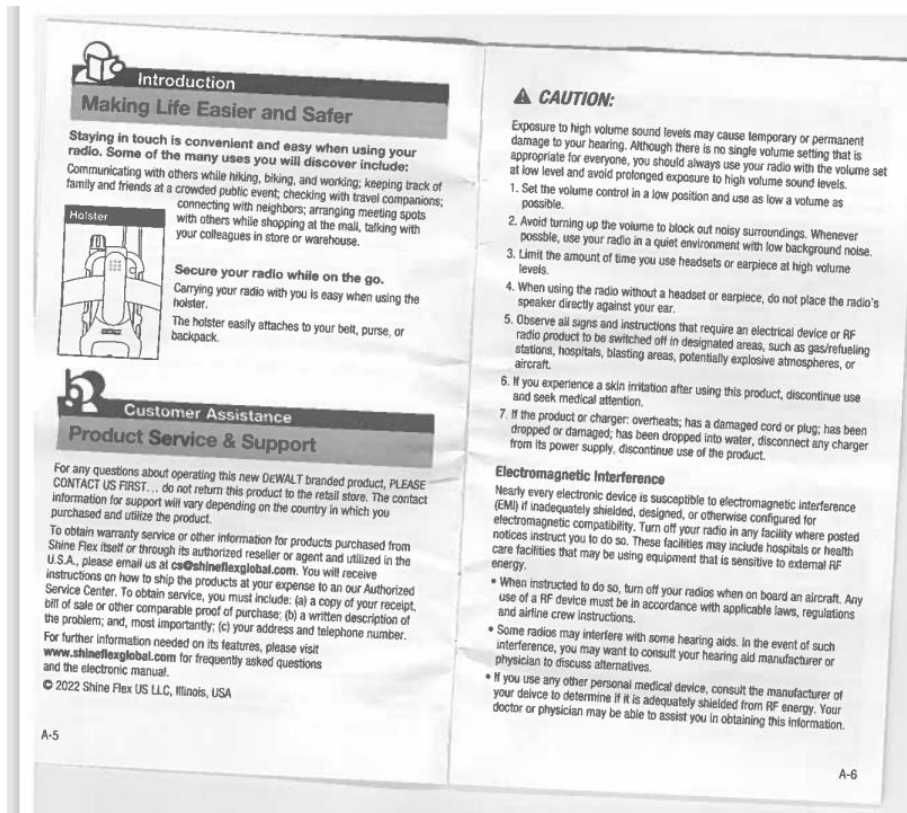 Introduction
Making Life Easier and Safer
Staying in touch is convenient and easy when using your
radio. Some of the many uses you will discover include:
Communicating with others while hiking, biking, and working; keeping track of
family and friends at a crowded public event; checking with travel companions;
connecting with neighbors; arranging meeting spots
with others while shopping at the mall, talking with
your colleagues in store or warehouse.
Holster
Secure your radio while on the go.
Carrying your radio with you is easy when using the
holster.
The holster easily attaches to your belt, purse, or
backpack.
Customer Assistance
Product Service & Support
For any questions about operating this new DEWALT branded product, PLEASE
CONTACT US FIRST... do not return this product to the retail store. The contact
information for support will vary depending on the country in which you
purchased and utilize the product.
To obtain warranty service or other information for products purchased from
Shine Flex itself or through its authorized reseller or agent and utilized in the
U.S.A., please email us at cs@shineflexglobal.com. You will receive
instructions on how to ship the products at your expense to an our Authorized
Service Center. To obtain service, you must include: (a) a copy of your receipt,
bill of sale or other comparable proof of purchase; (b) a written description of
the problem; and, most importantly; (c) your address and telephone number.
For further information needed on its features, please visit
www.shineflexglobal.com for frequently asked questions
and the electronic manual.
© 2022 Shine Flex US LLC, Illinois, USA
A-5
CAUTION:
Exposure to high volume sound levels may cause temporary or permanent
damage to your hearing. Although there is no single volume setting that is
appropriate for everyone, you should always use your radio with the volume set
at low level and avoid prolonged exposure to high volume sound levels.
1. Set the volume control in a low position and use as low a volume as
possible.
2. Avoid turning up the volume to block out noisy surroundings. Whenever
possble, use your radio in a quiet environment with low background noise.
3. Limit the amount of time you use headsets or earpiece at high volume
levels.
4. When using the radio without a headset or earpiece, do not place the radio's
speaker directly against your ear.
5. Observe all signs and instructions that require an electrical device or RF
radio product to be switched off in designated areas, such as gas/refueling
stations, hospitals, blasting areas, potentially explosive atmospheres, or
aircraft.
6. If you experience a skin irritation after using this product, discontinue use
and seek medical attention.
7. If the product or charger: overheats; has a damaged cord or plug; has been
dropped or damaged; has been dropped into water, disconnect any charger
from its power supply, discontinue use of the product.
Electromagnetic Interference
Nearly every electronic device is susceptible to electromagnetic interference
(EMI) if inadequately shielded, designed, or otherwise configured for
electromagnetic compatibility. Turn off your radio in any facility where posted
notices instruct you to do so. These facilities may include hospitals or health
care facilities that may be using equipment that is sensitive to external RF
energy.
• When instructed to do so, turn off your radios when on board an aircraft. Any
use of a RF device must be in accordance with applicable laws, regulations
and airline crew instructions.
• Some radios may interfere with some hearing aids. In the event of such
interference, you may want to consult your hearing aid manufacturer or
physician to discuss alternatives.
• If you use any other personal medical device, consult the manufacturer of
your deivce to determine if it is adequately shielded from RF energy. Your
doctor or physician may be able to assist you in obtaining this information.
A-6